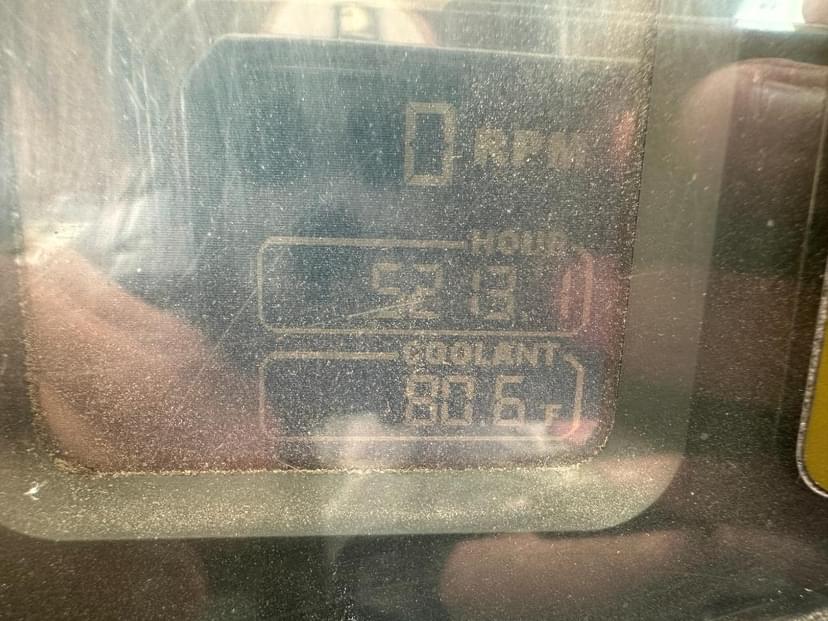 0 RPM
HOUR
5213.1
COOLANT
80.6 F